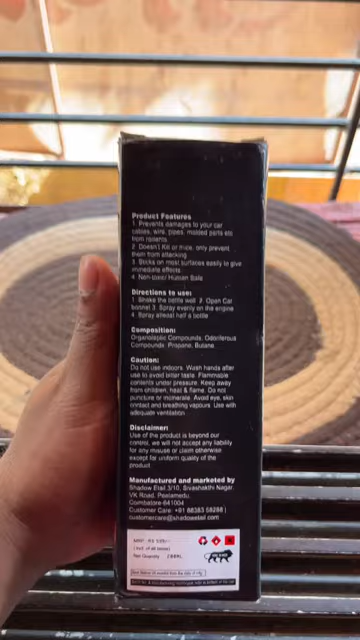 Product Features
1. Prevents damages to your car
cables, wire, pipes, molded parts etc
from rodents
2 Doesn't Kill or mice, only prevent
them from attacking
3. Sticks on most surfaces easily to give
immediate effects
4. Non-toxic/ Human Safe
Directions to use:
1. Shake the bottle well 2 Open Car
bonnet 3. Spray evenly on the engine
4. Spray atleast half a bottle
Composition:
Organoleptic Compounds, Odoriferous
Compounds, Propane, Butane.
Caution:
Do not use indoors. Wash hands after
use to avoid bitter taste. Flammable
contents under pressure. Keep away
from children, heat & flame. Do not
puncture or incinerate. Avoid eye, skin
contact and breathing vapours. Use with
adequate ventilation.
Disclaimer:
Use of the product is beyond our
control, we will not accept any liability
for any misuse or claim otherwise
except for uniform quality of the
product
Manufactured and marketed by
Shadow Etail 3/10, Sivashakthi Nagar,
VK Road, Peelamedu,
Coimbatore-641004
Customer Care: +91 88383 58288 |
customercare@shadowetail.com
MRP
(incl. of all taxes)
Net Quantity